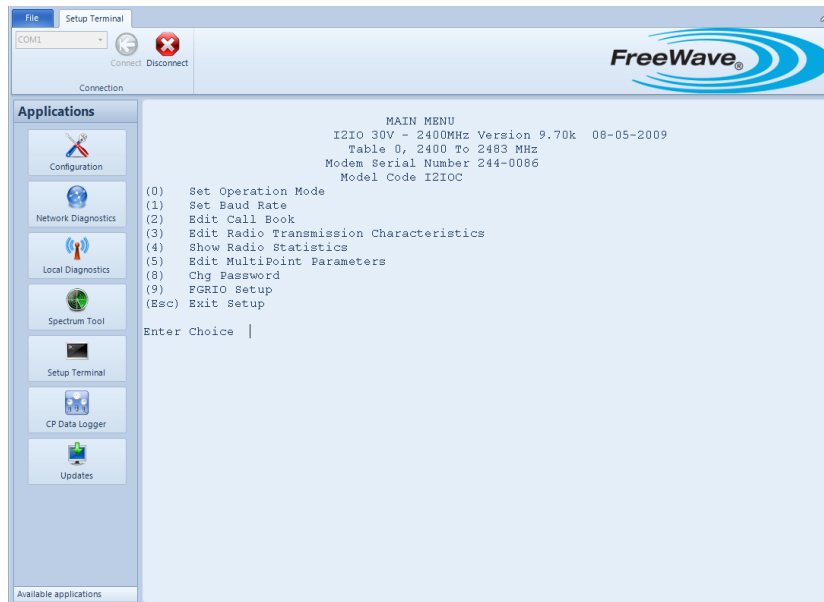 File Setup Terminal
COM1
Connect Disconnect
Connection
FreeWave®
Applications
Configuration
Network Diagnostics
Local Diagnostics
Spectrum Tool
Setup Terminal
CP Data Logger
Updates
Available applications
MAIN MENU
I2IO 30V - 2400MHz Version 9.70k 08-05-2009
Table 0, 2400 To 2483 MHz
Modem Serial Number 244-0086
Model Code I2IOC
(0) Set Operation Mode
(1) Set Baud Rate
(2) Edit Call Book
(3) Edit Radio Transmission Characteristics
(4) Show Radio Statistics
(5) Edit MultiPoint Parameters
(8) Chg Password
(9) FGRIO Setup
(Esc) Exit Setup
Enter Choice